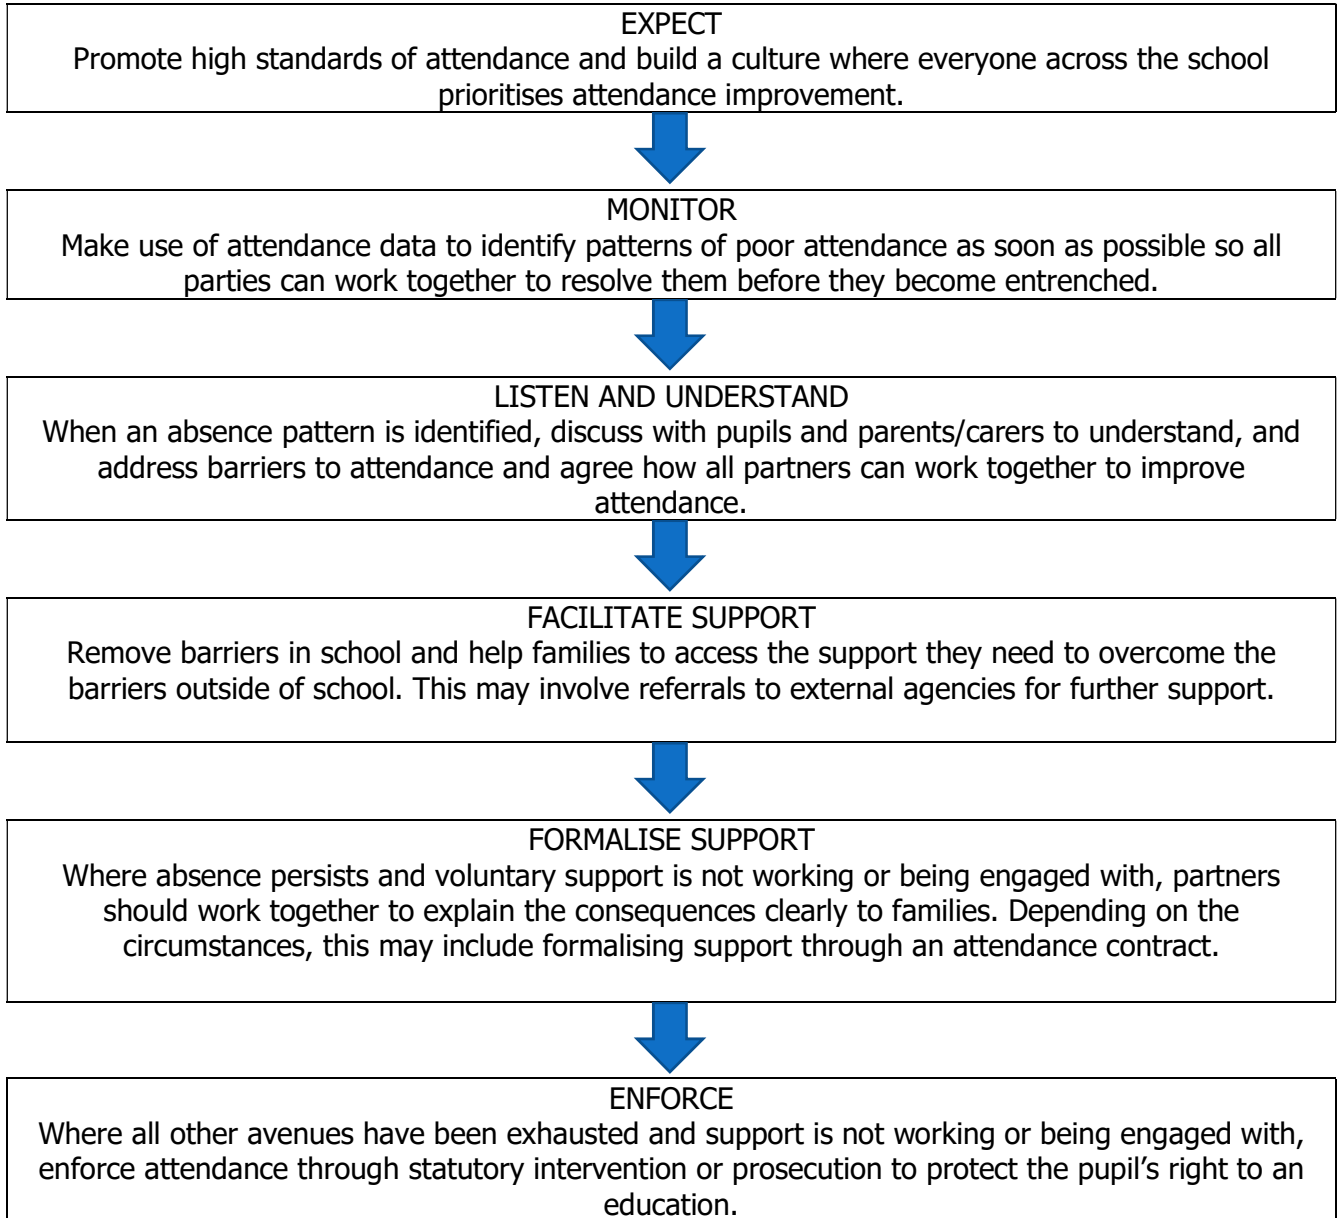 EXPECT
Promote high standards of attendance and build a culture where everyone across the school
prioritises attendance improvement.
MONITOR
Make use of attendance data to identify patterns of poor attendance as soon as possible so all
parties can work together to resolve them before they become entrenched.
LISTEN AND UNDERSTAND
When an absence pattern is identified, discuss with pupils and parents/carers to understand, and
address barriers to attendance and agree how all partners can work together to improve
attendance.
FACILITATE SUPPORT
Remove barriers in school and help families to access the support they need to overcome the
barriers outside of school. This may involve referrals to external agencies for further support.
FORMALISE SUPPORT
Where absence persists and voluntary support is not working or being engaged with, partners
should work together to explain the consequences clearly to families. Depending on the
circumstances, this may include formalising support through an attendance contract.
ENFORCE
Where all other avenues have been exhausted and support is not working or being engaged with,
enforce attendance through statutory intervention or prosecution to protect the pupil’s right to an
education.